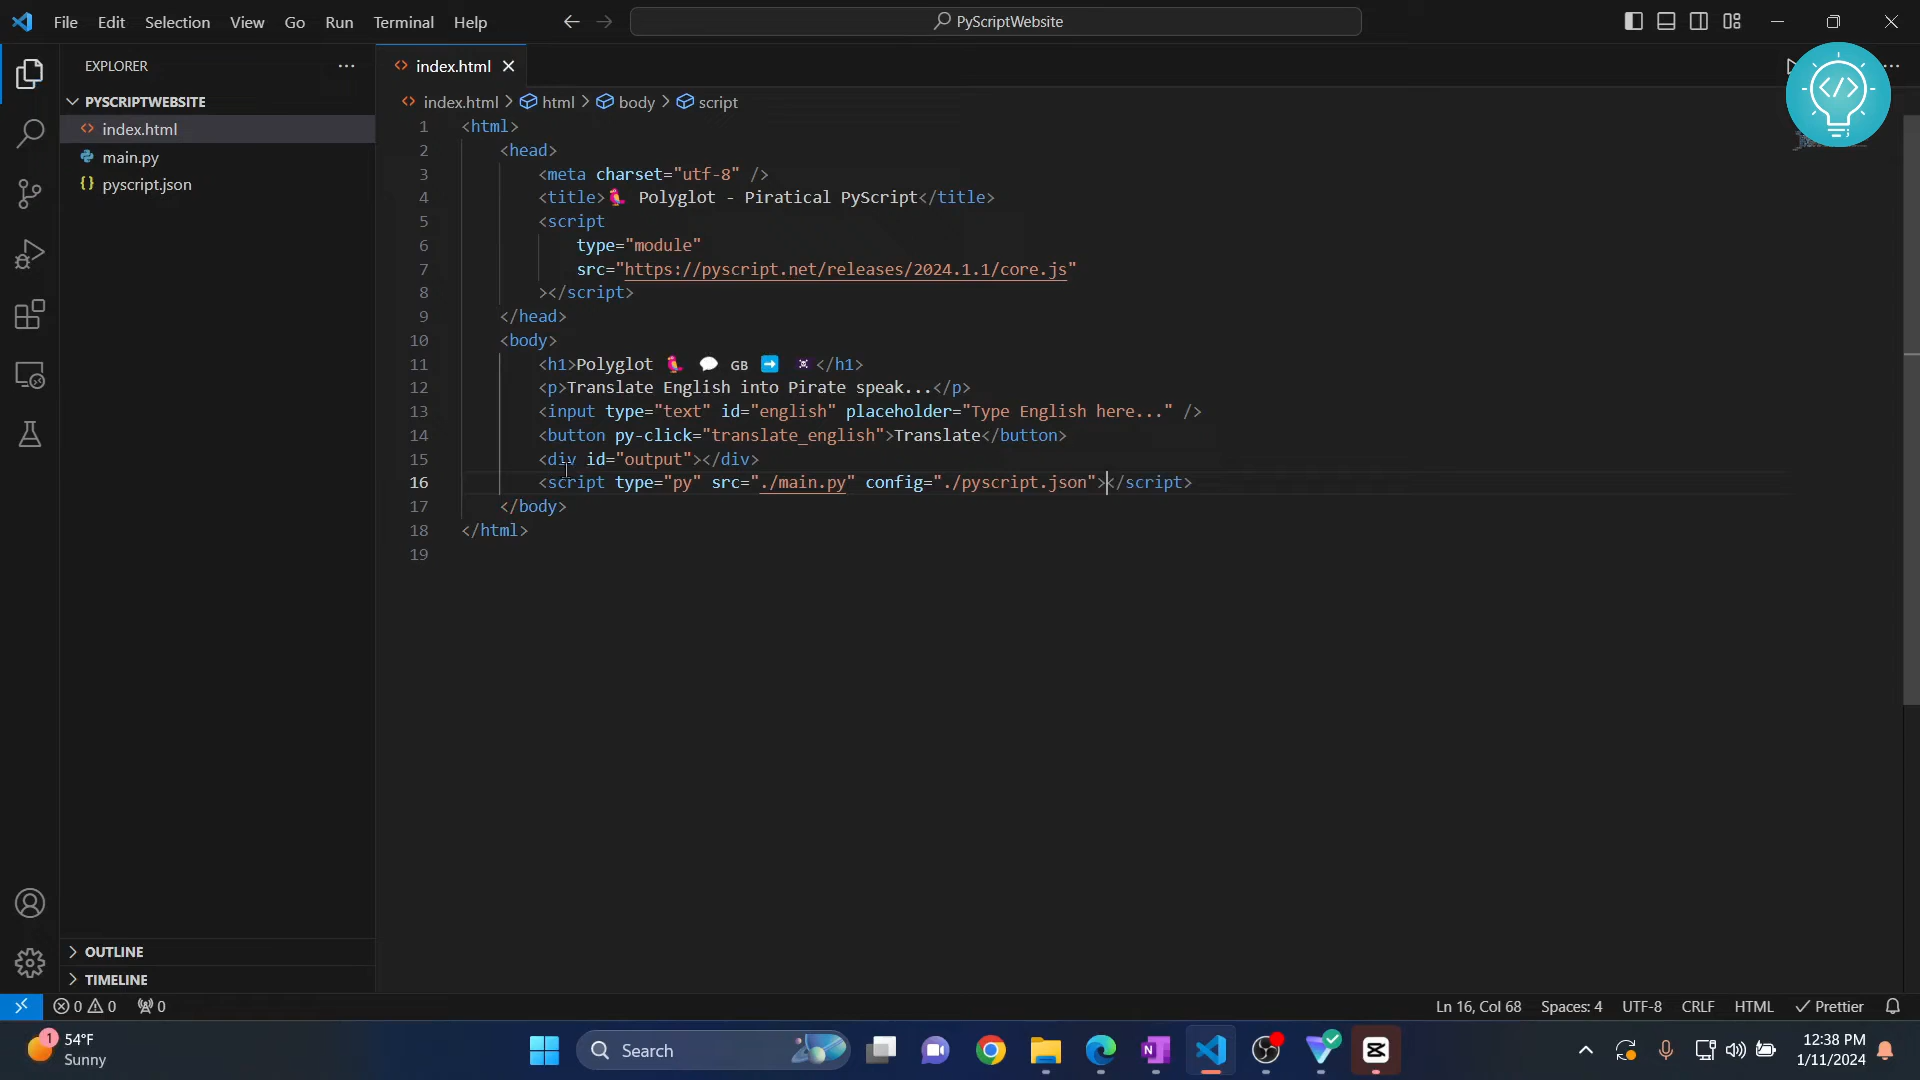 File Edit Selection View Go Run Terminal Help
PyScriptWebsite
EXPLORER
PYSCRIPTWEBSITE
index.html
main.py
pyscript.json
OUTLINE
TIMELINE
index.html
index.html > html > body > script
1 <html>
2 <head>
3 <meta charset="utf-8" />
4 <title>🦜 Polyglot - Piratical PyScript</title>
5 <script
6 type="module"
7 src="https://pyscript.net/releases/2024.1.1/core.js"
8 ></script>
9 </head>
10 <body>
11 <h1>Polyglot 🦜 💬 GB ➡️ ☠️</h1>
12 <p>Translate English into Pirate speak...</p>
13 <input type="text" id="english" placeholder="Type English here..." />
14 <button py-click="translate_english">Translate</button>
15 <div id="output"></div>
16 <script type="py" src="./main.py" config="./pyscript.json"></script>
17 </body>
18 </html>
19
</>
0 0 0
Ln 16, Col 68 Spaces: 4 UTF-8 CRLF HTML Prettier
1
54°F
Sunny
Search
N
12:38 PM
1/11/2024